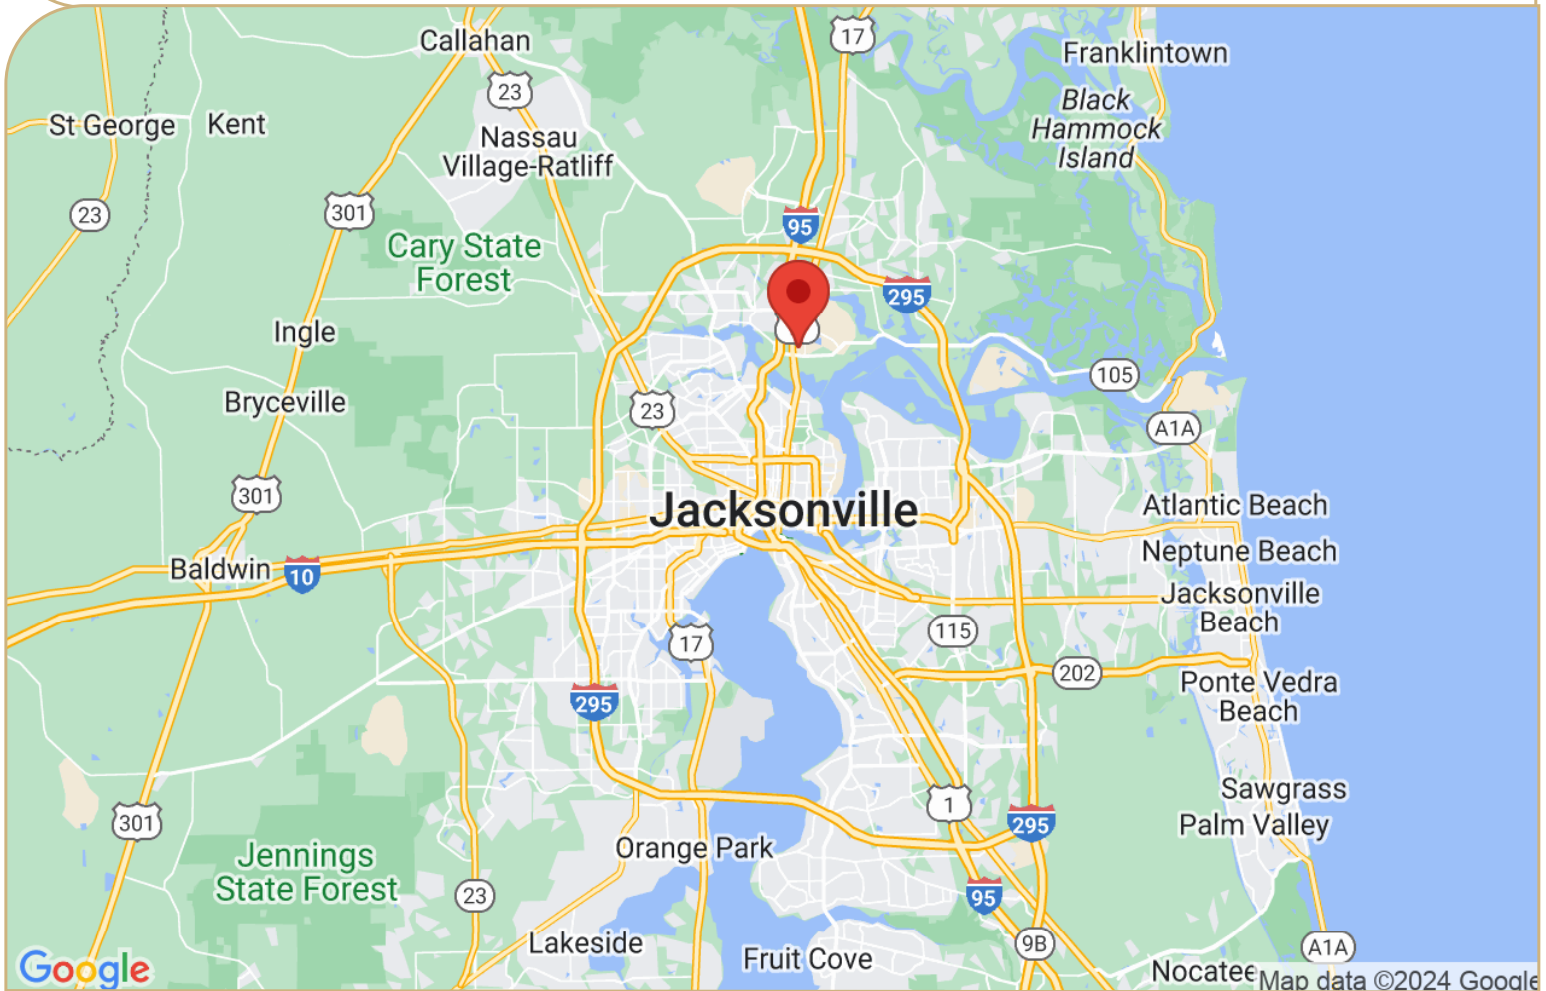 Callahan
17
Franklintown
23
Black
Hammock
Island
St George
Kent
Nassau
Village-Ratliff
23
301
95
Cary State
Forest
295
Ingle
105
Bryceville
23
A1A
301
Jacksonville
Atlantic Beach
Neptune Beach
Baldwin
10
Jacksonville
Beach
115
17
202
Ponte Vedra
Beach
295
Sawgrass
1
301
295
Palm Valley
Orange Park
Jennings
State Forest
23
95
Lakeside
9B
A1A
Fruit Cove
Google
Nocatee
Map data ©2024 Google